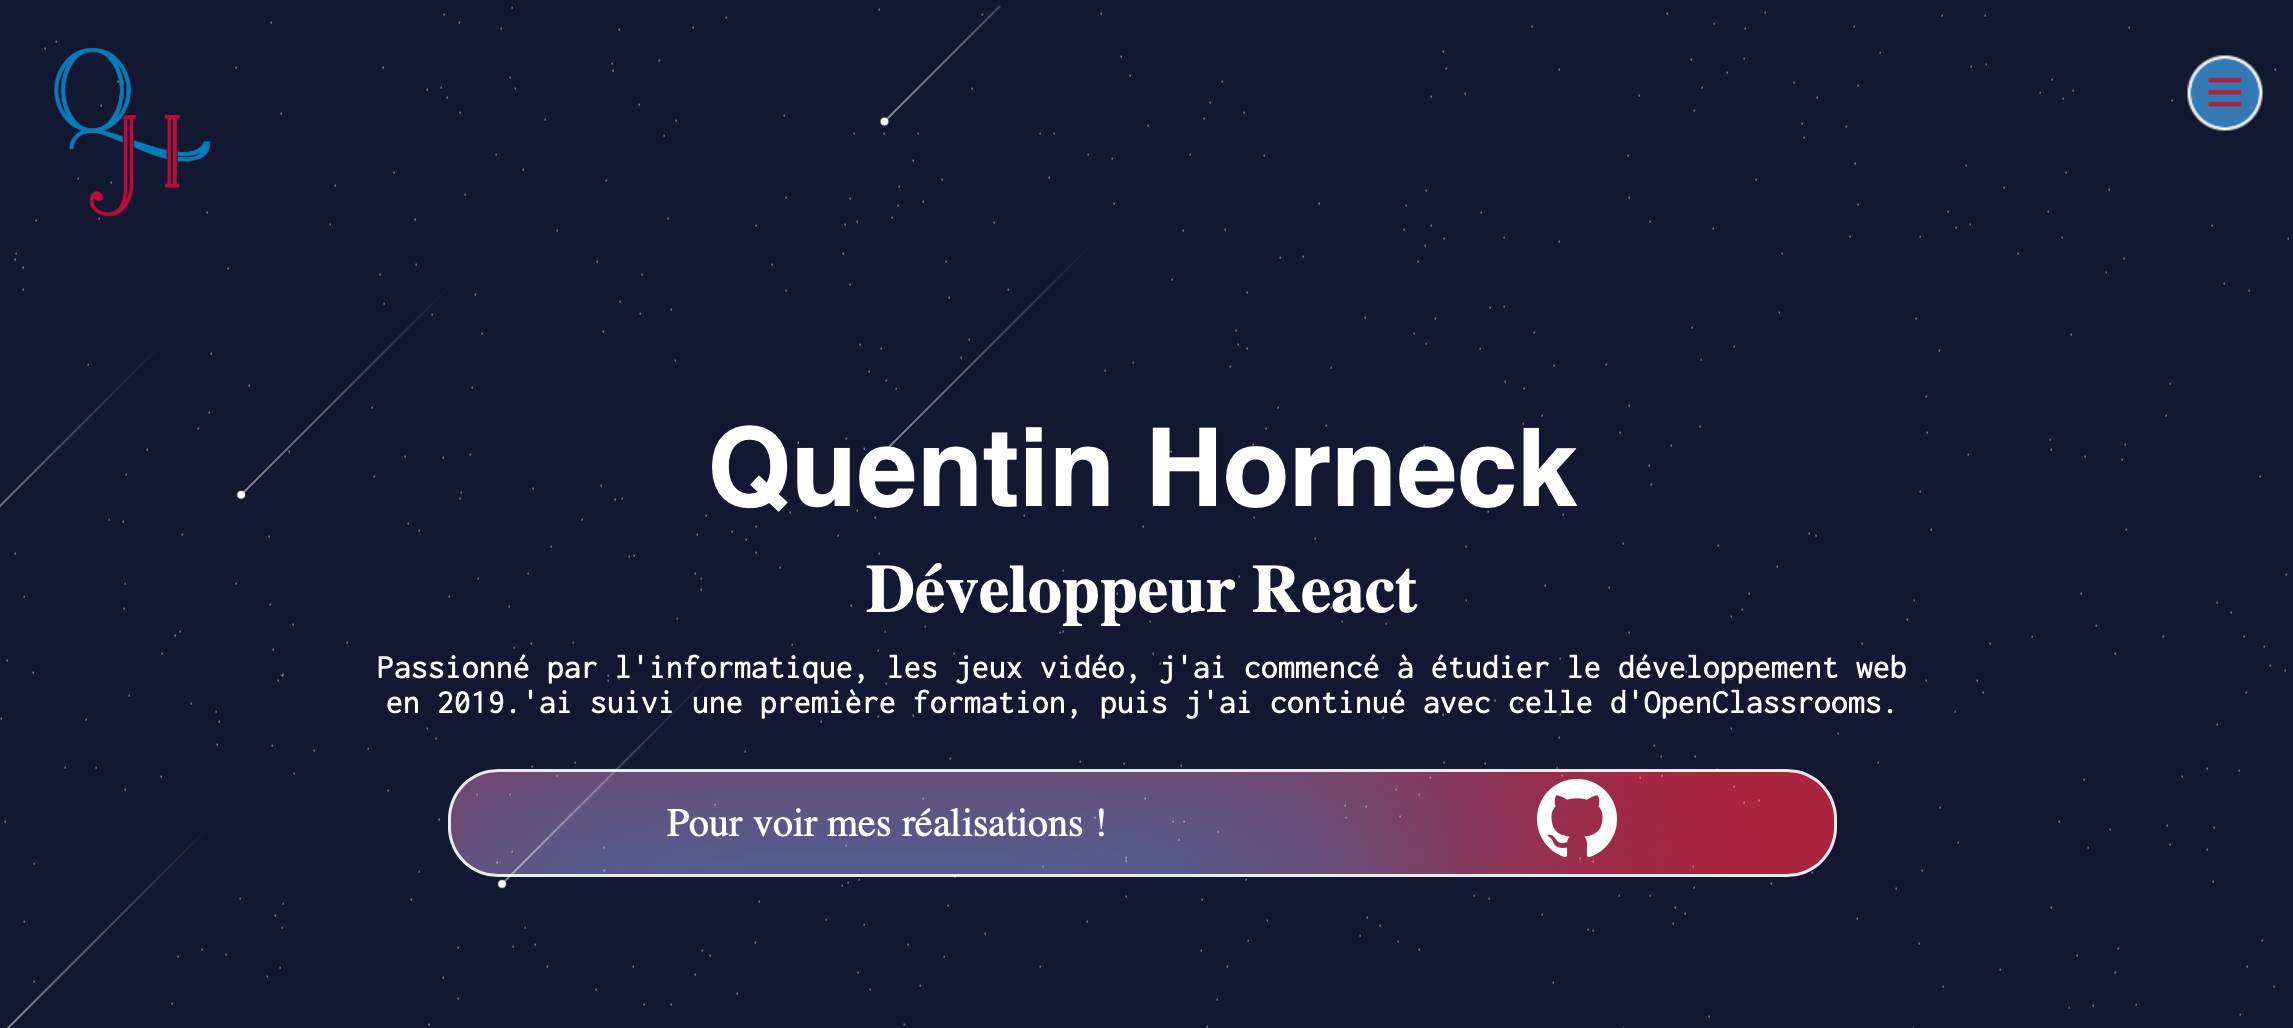 QJH
Quentin Horneck
Développeur React
Passionné par l'informatique, les jeux vidéo, j'ai commencé à étudier le développement web
en 2019.'ai suivi une première formation, puis j'ai continué avec celle d'OpenClassrooms.
Pour voir mes réalisations !